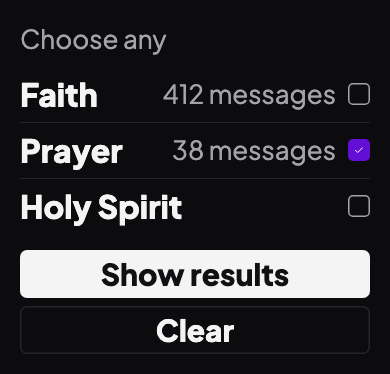 Choose any
Faith 412 messages
Prayer 38 messages
Holy Spirit
Show results
Clear